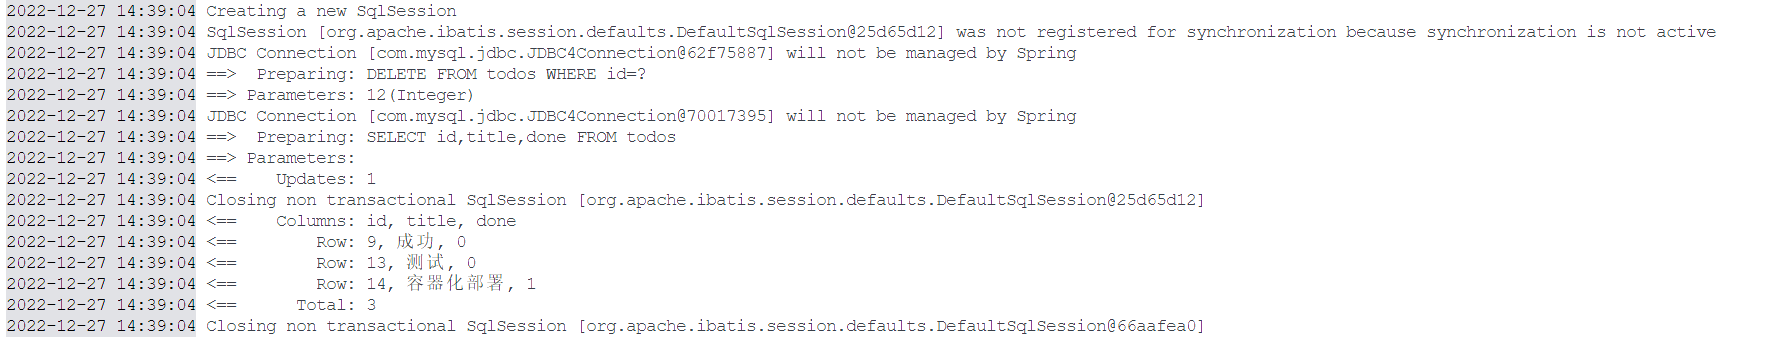 2022-12-27 14:39:04 Creating a new SqlSession
2022-12-27 14:39:04 SqlSession [org.apache.ibatis.session.defaults.DefaultSqlSession@25d65d12] was not registered for synchronization because synchronization is not active
2022-12-27 14:39:04 JDBC Connection [com.mysql.jdbc.JDBC4Connection@62f75887] will not be managed by Spring
2022-12-27 14:39:04 ==>  Preparing: DELETE FROM todos WHERE id=?
2022-12-27 14:39:04 ==> Parameters: 12(Integer)
2022-12-27 14:39:04 JDBC Connection [com.mysql.jdbc.JDBC4Connection@70017395] will not be managed by Spring
2022-12-27 14:39:04 ==>  Preparing: SELECT id,title,done FROM todos
2022-12-27 14:39:04 ==> Parameters:
2022-12-27 14:39:04 <==    Updates: 1
2022-12-27 14:39:04 Closing non transactional SqlSession [org.apache.ibatis.session.defaults.DefaultSqlSession@25d65d12]
2022-12-27 14:39:04 <==    Columns: id, title, done
2022-12-27 14:39:04 <==        Row: 9, 成功, 0
2022-12-27 14:39:04 <==        Row: 13, 测试, 0
2022-12-27 14:39:04 <==        Row: 14, 容器化部署, 1
2022-12-27 14:39:04 <==      Total: 3
2022-12-27 14:39:04 Closing non transactional SqlSession [org.apache.ibatis.session.defaults.DefaultSqlSession@66aafea0]